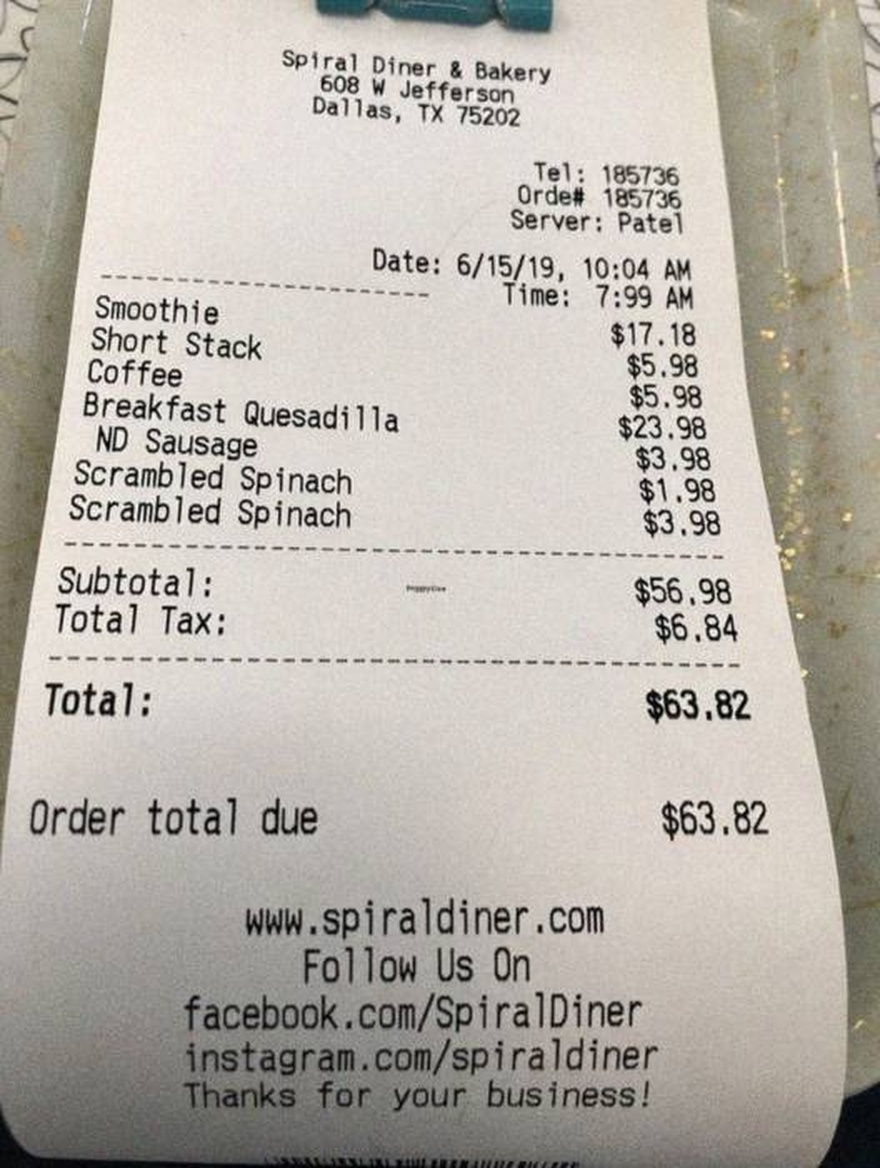 Spiral Diner & Bakery
608 W Jefferson
Dallas, TX 75202
Tel: 185736
Orde# 185736
Server: Patel
Date: 6/15/19, 10:04 AM
Time: 7:99 AM
Smoothie $17.18
Short Stack $5.98
Coffee $5.98
Breakfast Quesadilla $23.98
ND Sausage $3.98
Scrambled Spinach $1.98
Scrambled Spinach $3.98
Subtotal: $56.98
Total Tax: $6.84
Total: $63.82
Order total due $63.82
www.spiraldiner.com
Follow Us On
facebook.com/SpiralDiner
instagram.com/spiraldiner
Thanks for your business!